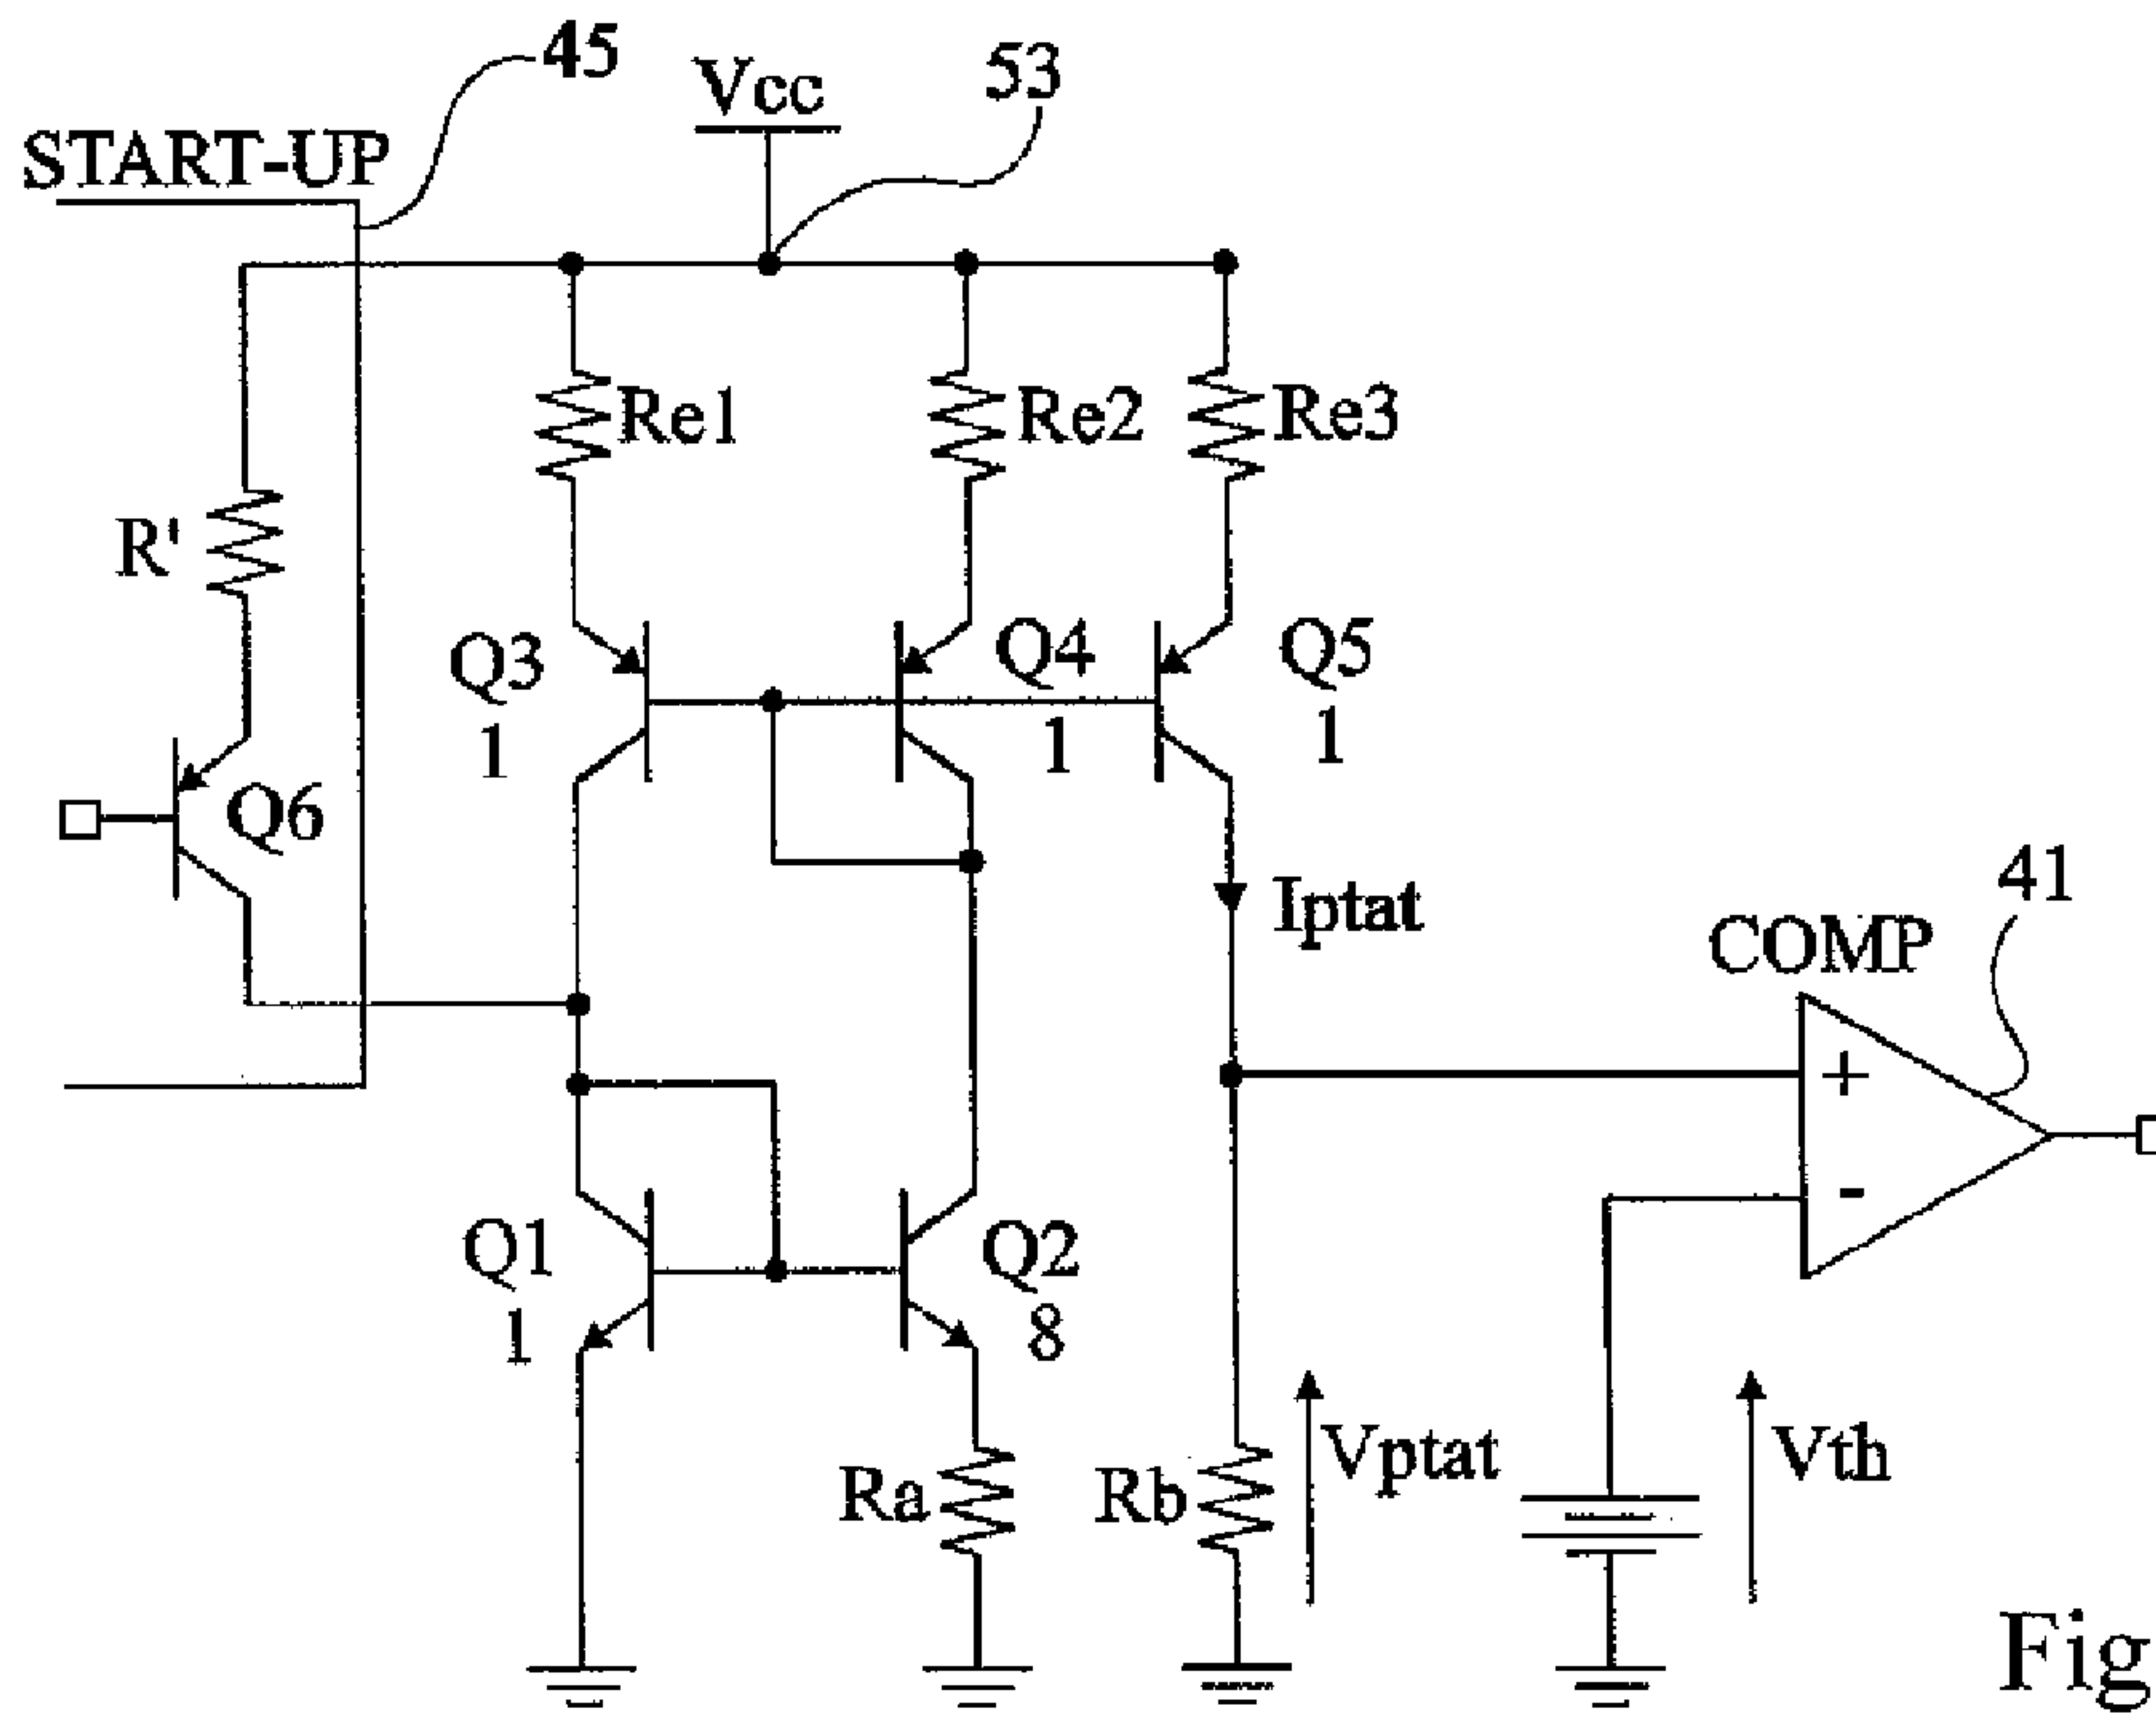 45
Vcc
53
START-UP
Re1
Re2
Re3
R'
Q3
1
Q4
1
Q5
1
Q6
Iptat
41
COMP
+
-
Q1
1
Q2
8
Ra
Rb
Vptat
Vth
Fig